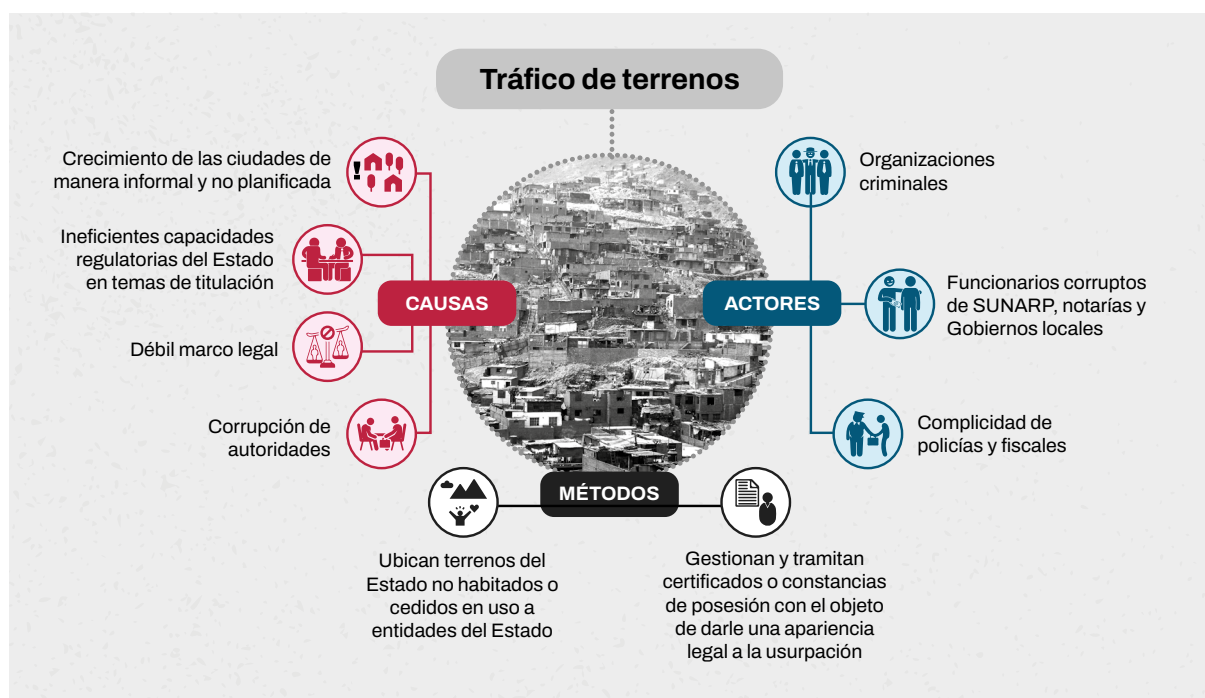 Tráfico de terrenos
Crecimiento de las ciudades de
manera informal y no planificada
Ineficientes capacidades
regulatorias del Estado
en temas de titulación
CAUSAS
Débil marco legal
Corrupción de
autoridades
Organizaciones
criminales
ACTORES
Funcionarios corruptos
de SUNARP, notarías y
Gobiernos locales
Complicidad de
policías y fiscales
MÉTODOS
Ubican terrenos del
Estado no habitados o
cedidos en uso a
entidades del Estado
Gestionan y tramitan
certificados o constancias
de posesión con el objeto
de darle una apariencia
legal a la usurpación